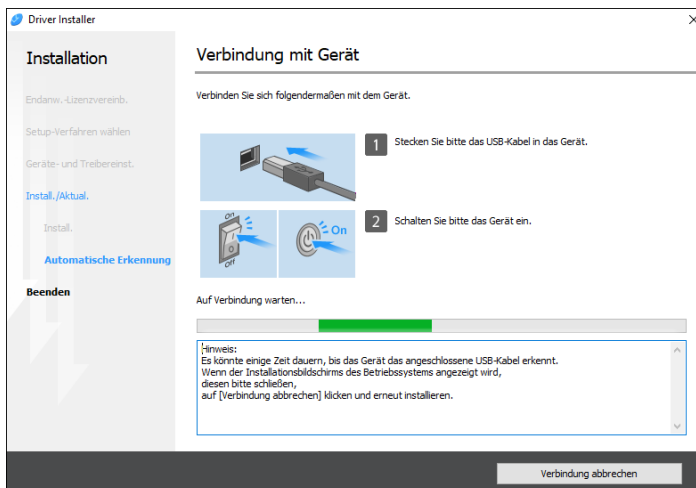 Driver Installer
Installation
Endanw.-Lizenzvereinb.
Setup-Verfahren wählen
Geräte- und Treibereinst.
Install./Aktual.
Install.
Automatische Erkennung
Beenden
Verbindung mit Gerät
Verbinden Sie sich folgendermaßen mit dem Gerät.
1 Stecken Sie bitte das USB-Kabel in das Gerät.
On
Off
On
2 Schalten Sie bitte das Gerät ein.
Auf Verbindung warten...
Hinweis:
Es könnte einige Zeit dauern, bis das Gerät das angeschlossene USB-Kabel erkennt.
Wenn der Installationsbildschirms des Betriebssystems angezeigt wird,
diesen bitte schließen,
auf [Verbindung abbrechen] klicken und erneut installieren.
Verbindung abbrechen